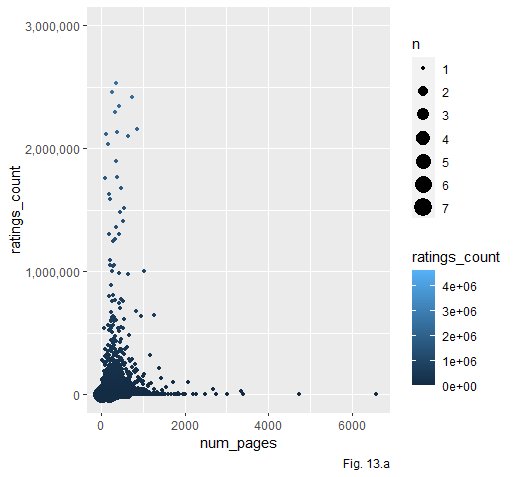 3,000,000
2,000,000
1,000,000
0
ratings_count
0
2000
4000
6000
num_pages
Fig. 13.a
n
1
2
3
4
5
6
7
ratings_count
4e+06
3e+06
2e+06
1e+06
0e+00